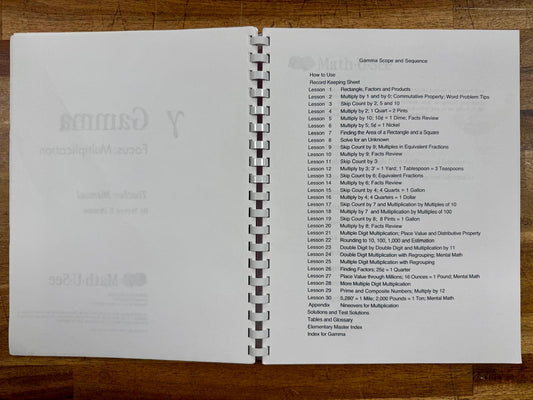 γ Gamma
Focus: Multiplication
Teacher Manual
Math-U-See
Math-U-See
Gamma Scope and Sequence
How to Use
Record Keeping Sheet
Lesson 1 Rectangle, Factors and Products
Lesson 2 Multiply by 1 and by 0; Commutative Property; Word Problem Tips
Lesson 3 Skip Count by 2, 5 and 10
Lesson 4 Multiply by 2; 1 Quart = 2 Pints
Lesson 5 Multiply by 10; 10¢ = 1 Dime; Facts Review
Lesson 6 Multiply by 5; 5¢ = 1 Nickel
Lesson 7 Finding the Area of a Rectangle and a Square
Lesson 8 Solve for an Unknown
Lesson 9 Skip Count by 9; Multiples in Equivalent Fractions
Lesson 10 Multiply by 9; Facts Review
Lesson 11 Skip Count by 3
Lesson 12 Multiply by 3; 3' = 1 Yard; 1 Tablespoon = 3 Teaspoons
Lesson 13 Skip Count by 6; Equivalent Fractions
Lesson 14 Multiply by 6; Facts Review
Lesson 15 Skip Count by 4; 4 Quarts = 1 Gallon
Lesson 16 Multiply by 4; 4 Quarters = 1 Dollar
Lesson 17 Skip Count by 7 and Multiplication by Multiples of 10
Lesson 18 Multiply by 7 and Multiplication by Multiples of 100
Lesson 19 Skip Count by 8; 8 Pints = 1 Gallon
Lesson 20 Multiply by 8; Facts Review
Lesson 21 Multiple Digit Multiplication; Place Value and Distributive Property
Lesson 22 Rounding to 10, 100, 1,000 and Estimation
Lesson 23 Double Digit by Double Digit and Multiplication by 11
Lesson 24 Double Digit Multiplication with Regrouping; Mental Math
Lesson 25 Multiple Digit Multiplication with Regrouping
Lesson 26 Finding Factors; 25¢ = 1 Quarter
Lesson 27 Place Value through Millions; 16 Ounces = 1 Pound; Mental Math
Lesson 28 More Multiple Digit Multiplication
Lesson 29 Prime and Composite Numbers; Multiply by 12
Lesson 30 5,280' = 1 Mile; 2,000 Pounds = 1 Ton; Mental Math
Appendix Nineovers for Multiplication
Solutions and Test Solutions
Tables and Glossary
Elementary Master Index
Index for Gamma